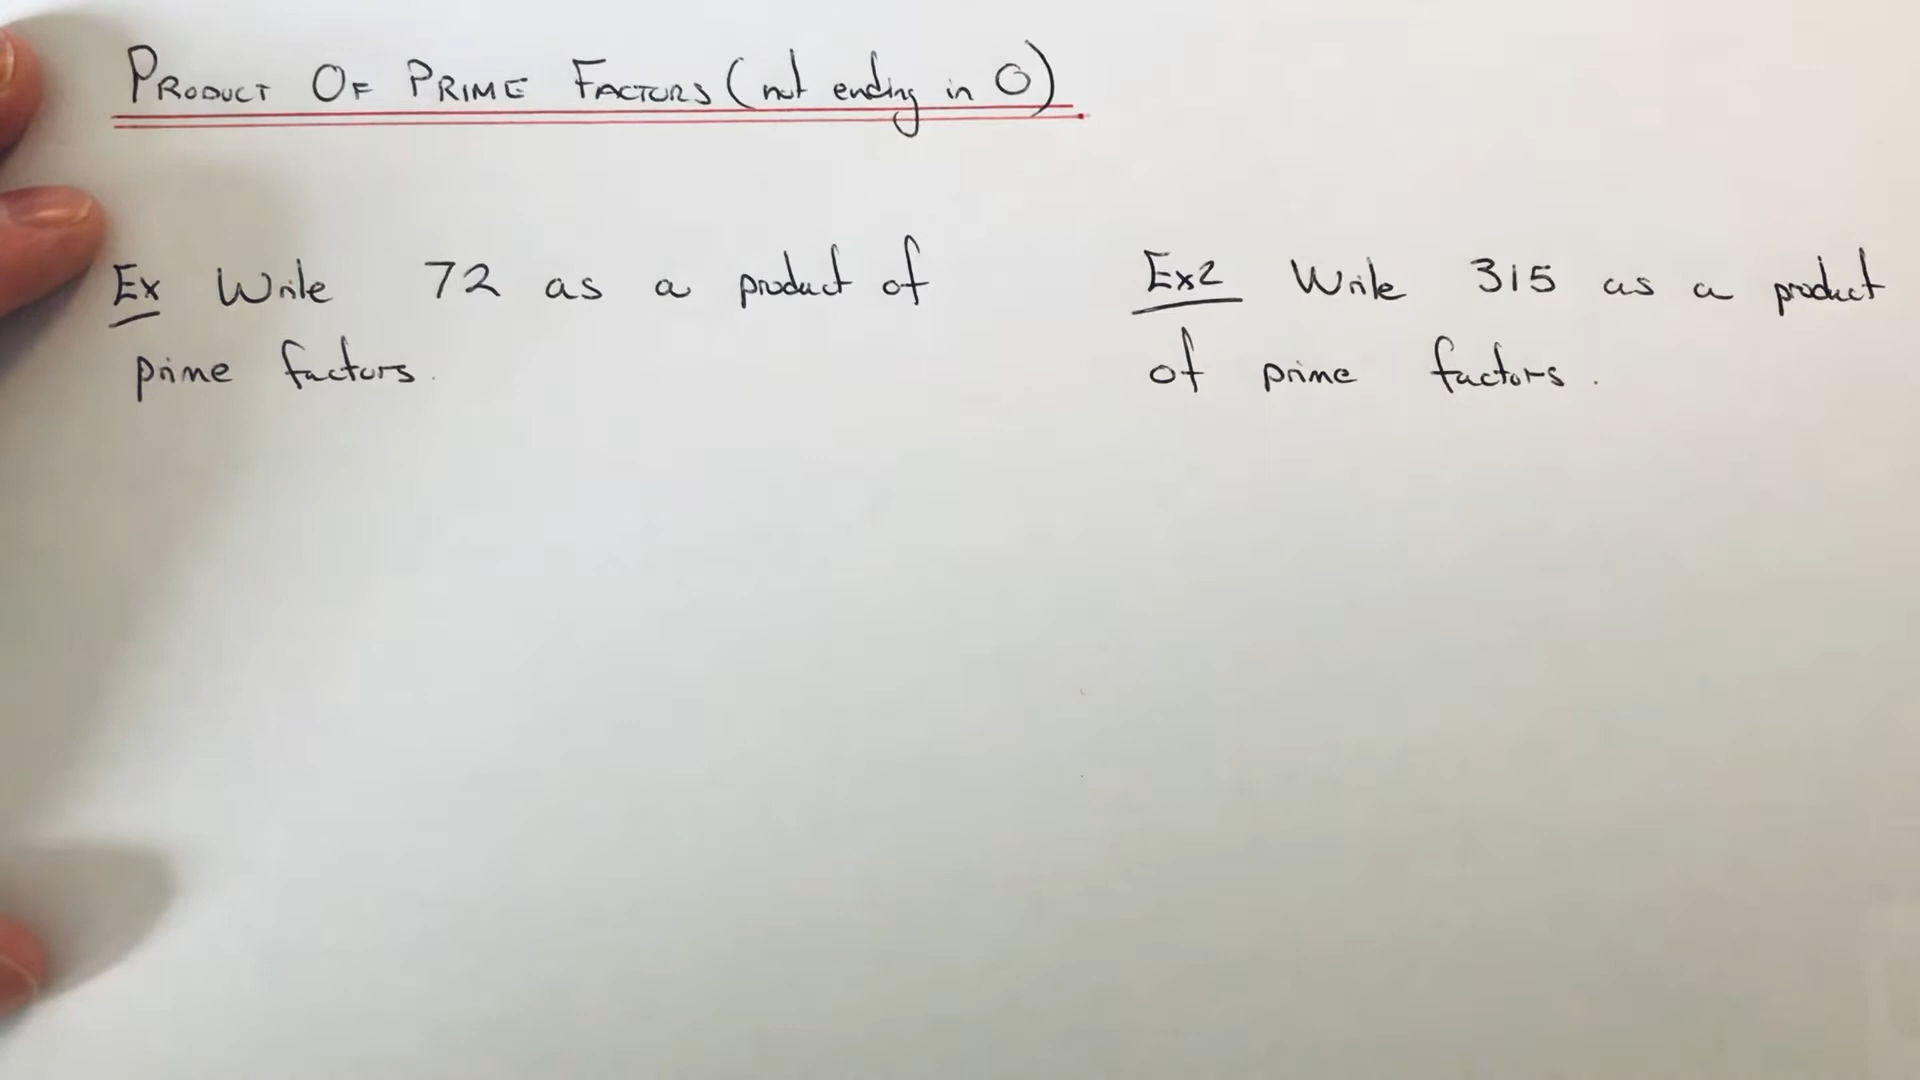 PRODUCT OF PRIME FACTORS (not ending in 0)
Ex Write 72 as a product of
prime factors.
Ex2 Write 315 as a product
of prime factors.